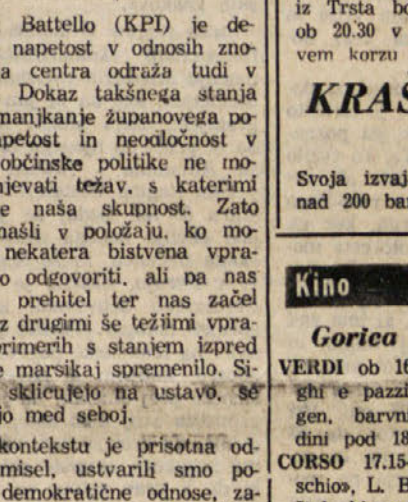 Battello (KPI) je de-
napetost v odnosih zno-
a centra odraža tudi v
Dokaz takšnega stanja
manjkanje županovega po-
apetost in neodločnost v
občinske politike ne mo-
njevati težav, s katerimi
e naša skupnost. Zato
našli v položaju, ko mo-
nekatera bistvena vpra-
o odgovoriti, ali pa nas
prehitel ter nas začel
z drugimi še težjimi vpra-
rimerih s stanjem izpred
e marsikaj spremenilo. Si-
sklicujejo na ustavo, še
jo med seboj.
kontekstu je prisotna od-
misel, ustvarili smo po-
demokratične odnose, za-
iz Trsta bo
ob 20.30 v
vem korzu
KRAS
Svoja izvaj
nad 200 bar
Kino
Gorica
VERDI ob 16
ghi e pazzi
gen, barvni
dini pod 18
CORSO 17.15-
schio», L. B